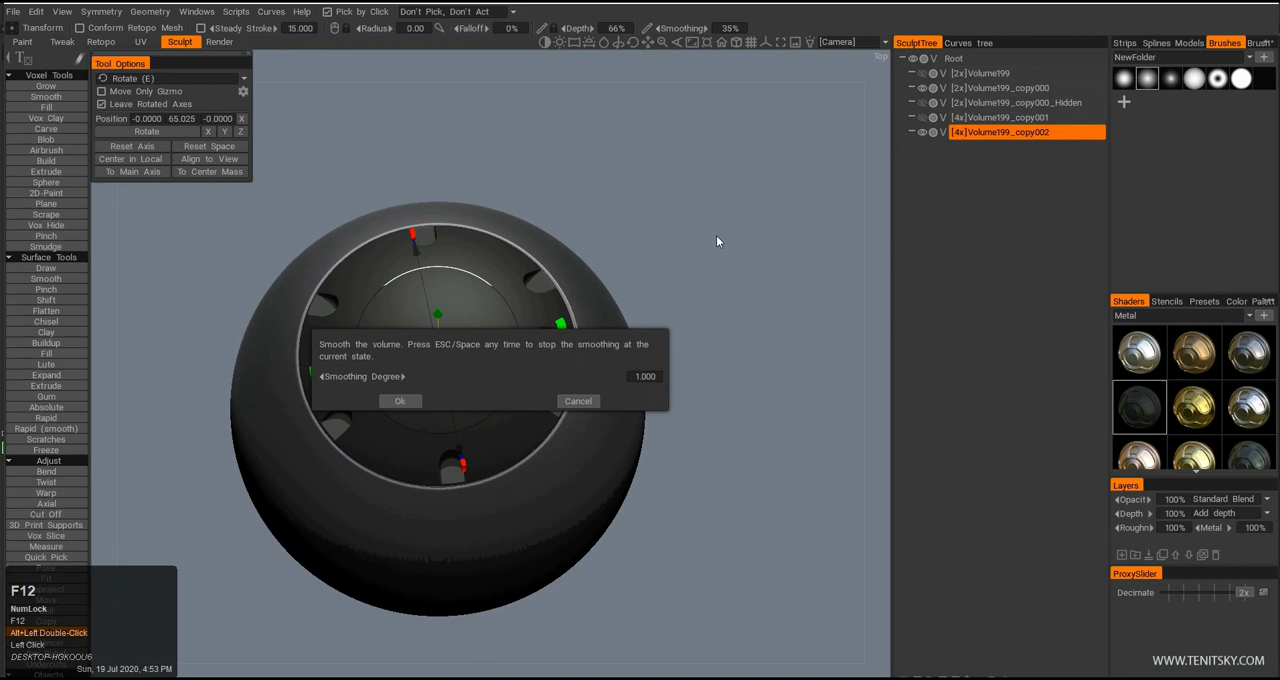 File Edit View Symmetry Geometry Windows Scripts Curves Help Pick by Click Don't Pick, Don't Act
Transform Conform Retopo Mesh Steady Stroke 15.000 Radius 0.00 Falloff 0% Depth 66% Smoothing 35%
Paint Tweak Retopo UV Sculpt Render [Camera]
Top
Tool Options
Rotate (E)
Move Only Gizmo
Leave Rotated Axes
Position -0.0000 65.025 -0.0000 X
Rotate X Y Z
Reset Axis Reset Space
Center in Local Align to View
To Main Axis To Center Mass
Voxel Tools
Grow
Smooth
Fill
Vox Clay
Carve
Blob
Airbrush
Build
Extrude
Sphere
2D-Paint
Plane
Scrape
Vox Hide
Pinch
Smudge
Surface Tools
Draw
Smooth
Pinch
Shift
Flatten
Chisel
Clay
Buildup
Fill
Lute
Expand
Extrude
Gum
Absolute
Rapid
Rapid (smooth)
Scratches
Freeze
Adjust
Bend
Twist
Warp
Axial
Cut Off
3D Print Supports
Vox Slice
Measure
Quick Pick
F12
NumLock
F12
Alt+Left Double-Click
Left Click
DESKTOP-HGKOOU6
Sun, 19 Jul 2020, 4:53 PM
Smooth the volume. Press ESC/Space any time to stop the smoothing at the
current state.
Smoothing Degree 1.000
Ok Cancel
SculptTree Curves tree
Root
[2x]Volume199
[2x]Volume199_copy000
[2x]Volume199_copy000_Hidden
[4x]Volume199_copy001
[4x]Volume199_copy002
Strips Splines Models Brushes
NewFolder
Shaders Stencils Presets Color
Metal
Layers
Opacit 100% Standard Blend
Depth 100% Add depth
Roughn 100% Metal 100%
ProxySlider
Decimate 2x
WWW.TENITSKY.COM